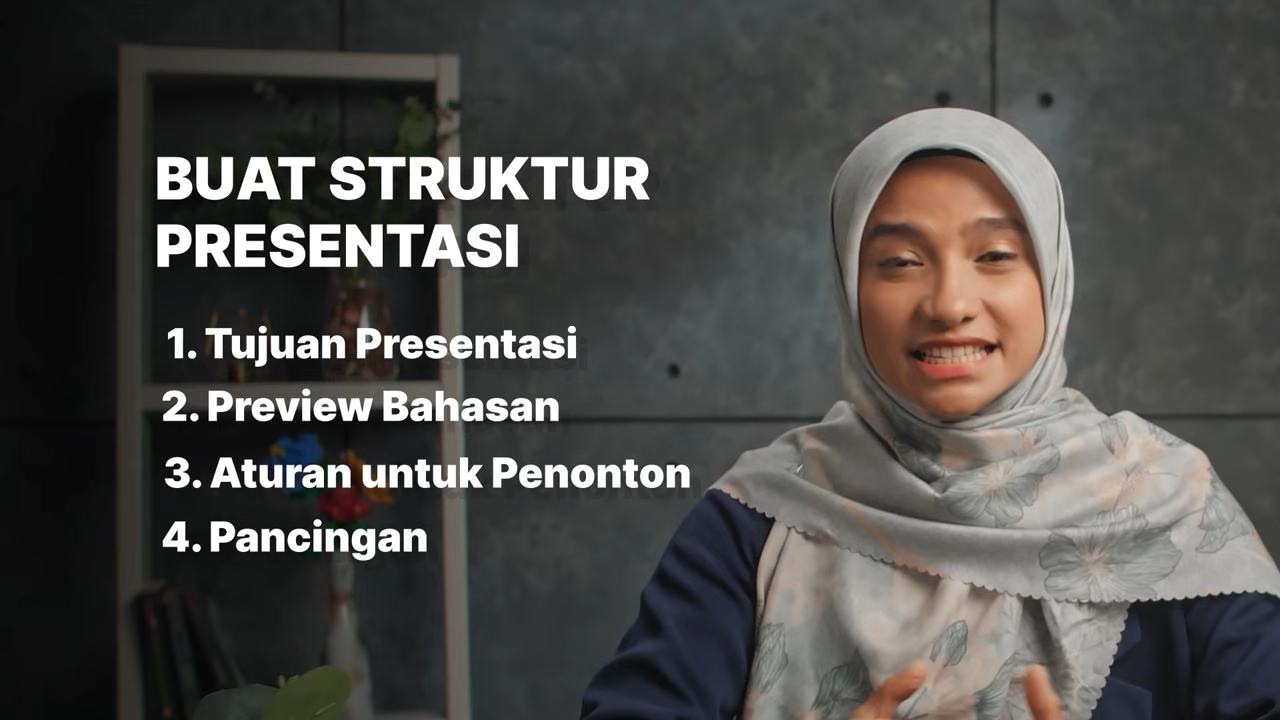 BUAT STRUKTUR
PRESENTASI
1. Tujuan Presentasi
2. Preview Bahasan
3. Aturan untuk Penonton
4. Pancingan